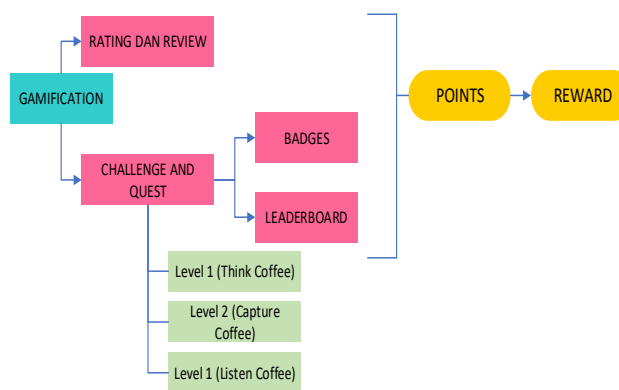 RATING DAN REVIEW
GAMIFICATION
POINTS
REWARD
BADGES
CHALLENGE AND
QUEST
LEADERBOARD
Level 1 (Think Coffee)
Level 2 (Capture
Coffee)
Level 1 (Listen Coffee)